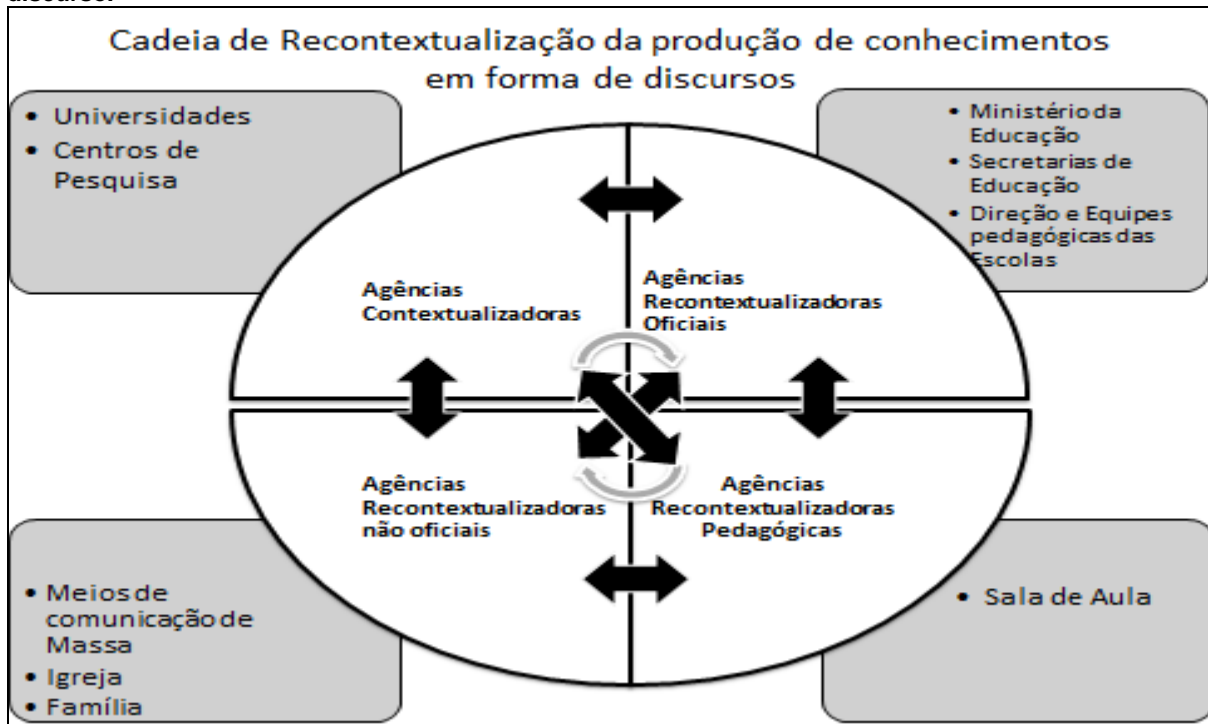 discurso.
Cadeia de Recontextualização da produção de conhecimentos
em forma de discursos
• Universidades
• Centros de
Pesquisa
• Ministério da
Educação
• Secretarias de
Educação
• Direção e Equipes
pedagógicas das
Escolas
Agências
Contextualizadoras
Agências
Recontextualizadoras
Oficiais
Agências
Recontextualizadoras
não oficiais
Agências
Recontextualizadoras
Pedagógicas
• Meios de
comunicação de
Massa
• Igreja
• Família
• Sala de Aula